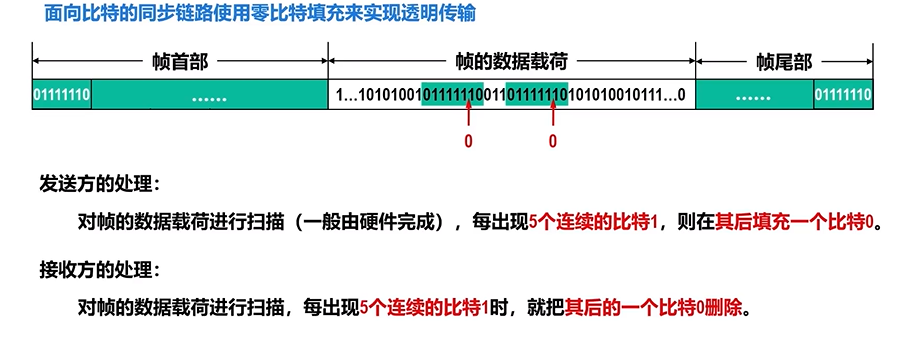 面向比特的同步链路使用零比特填充来实现透明传输
帧首部 帧的数据载荷 帧尾部
01111110 …… 1…10101001011111100110111111010101001 0111…0 …… 01111110
0 0
发送方的处理：
对帧的数据载荷进行扫描（一般由硬件完成），每出现5个连续的比特1，则在其后填充一个比特0。
接收方的处理：
对帧的数据载荷进行扫描，每出现5个连续的比特1时，就把其后的一个比特0删除。